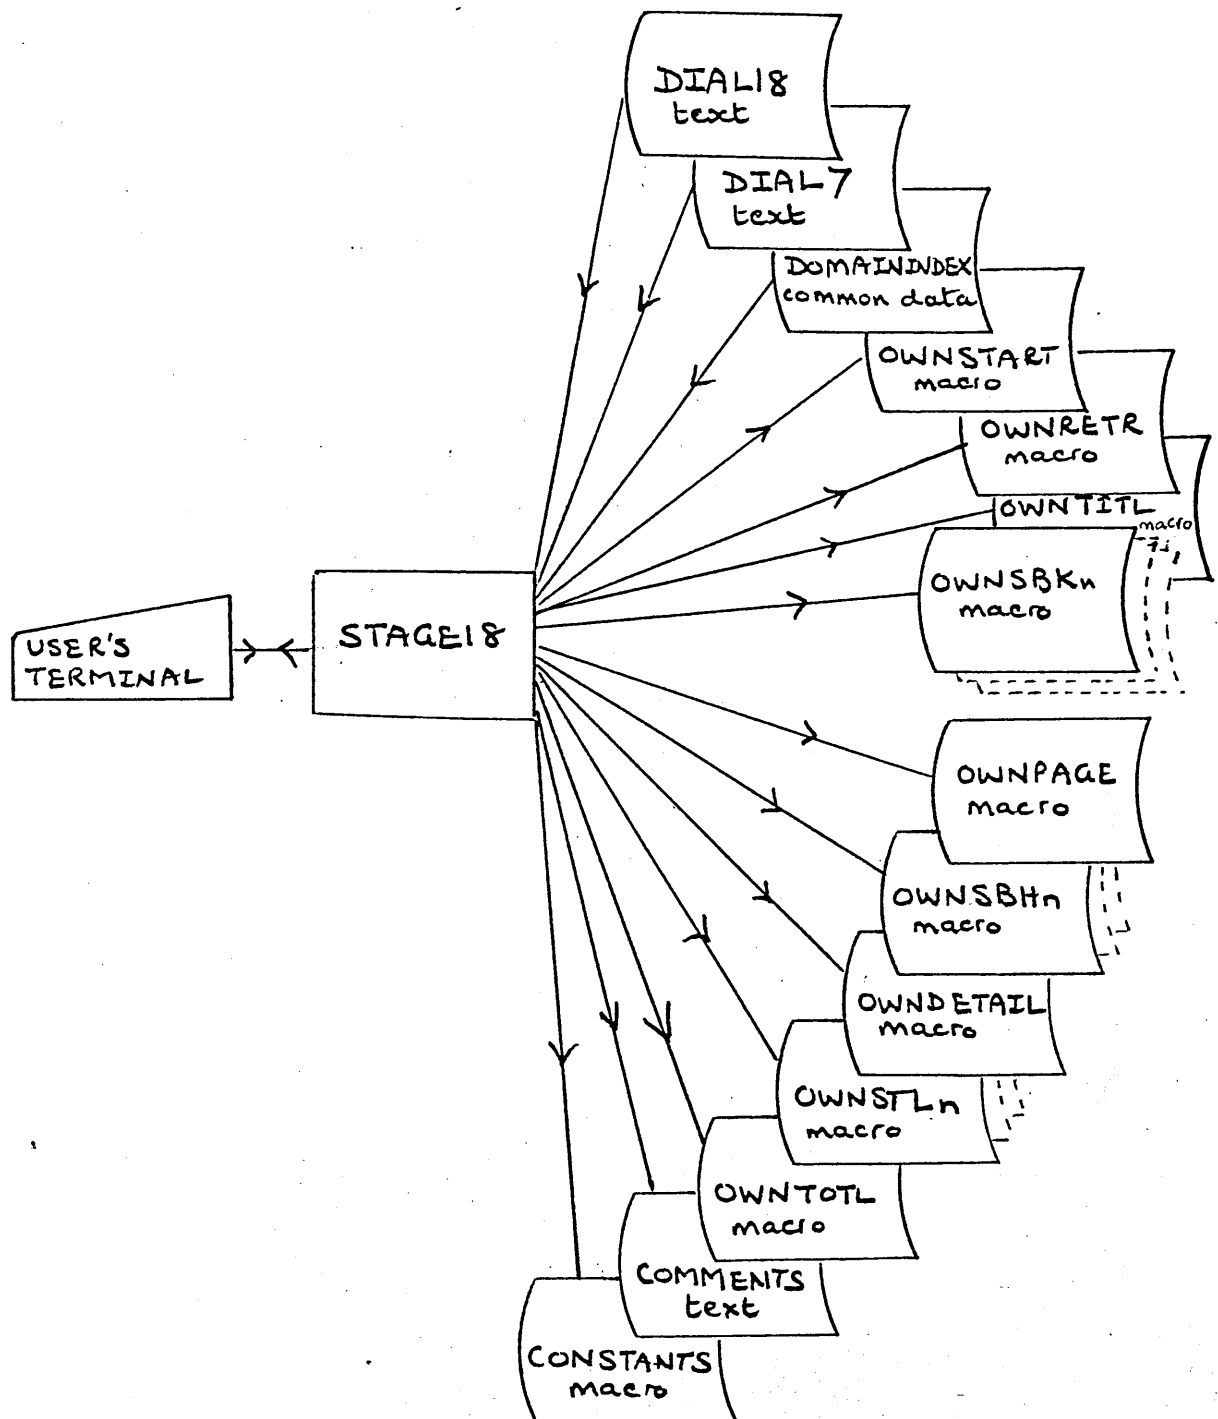 DIAL18
text
DIAL7
text
DOMAININDEX
common data
OWNSTART
macro
OWNRETR
macro
OWNTITL
macro
OWNSBKn
macro
STAGE18
USER'S
TERMINAL
OWNPAGE
macro
OWNSBHn
macro
OWNDETAIL
macro
OWNSTLn
macro
OWNTOTL
macro
COMMENTS
text
CONSTANTS
macro